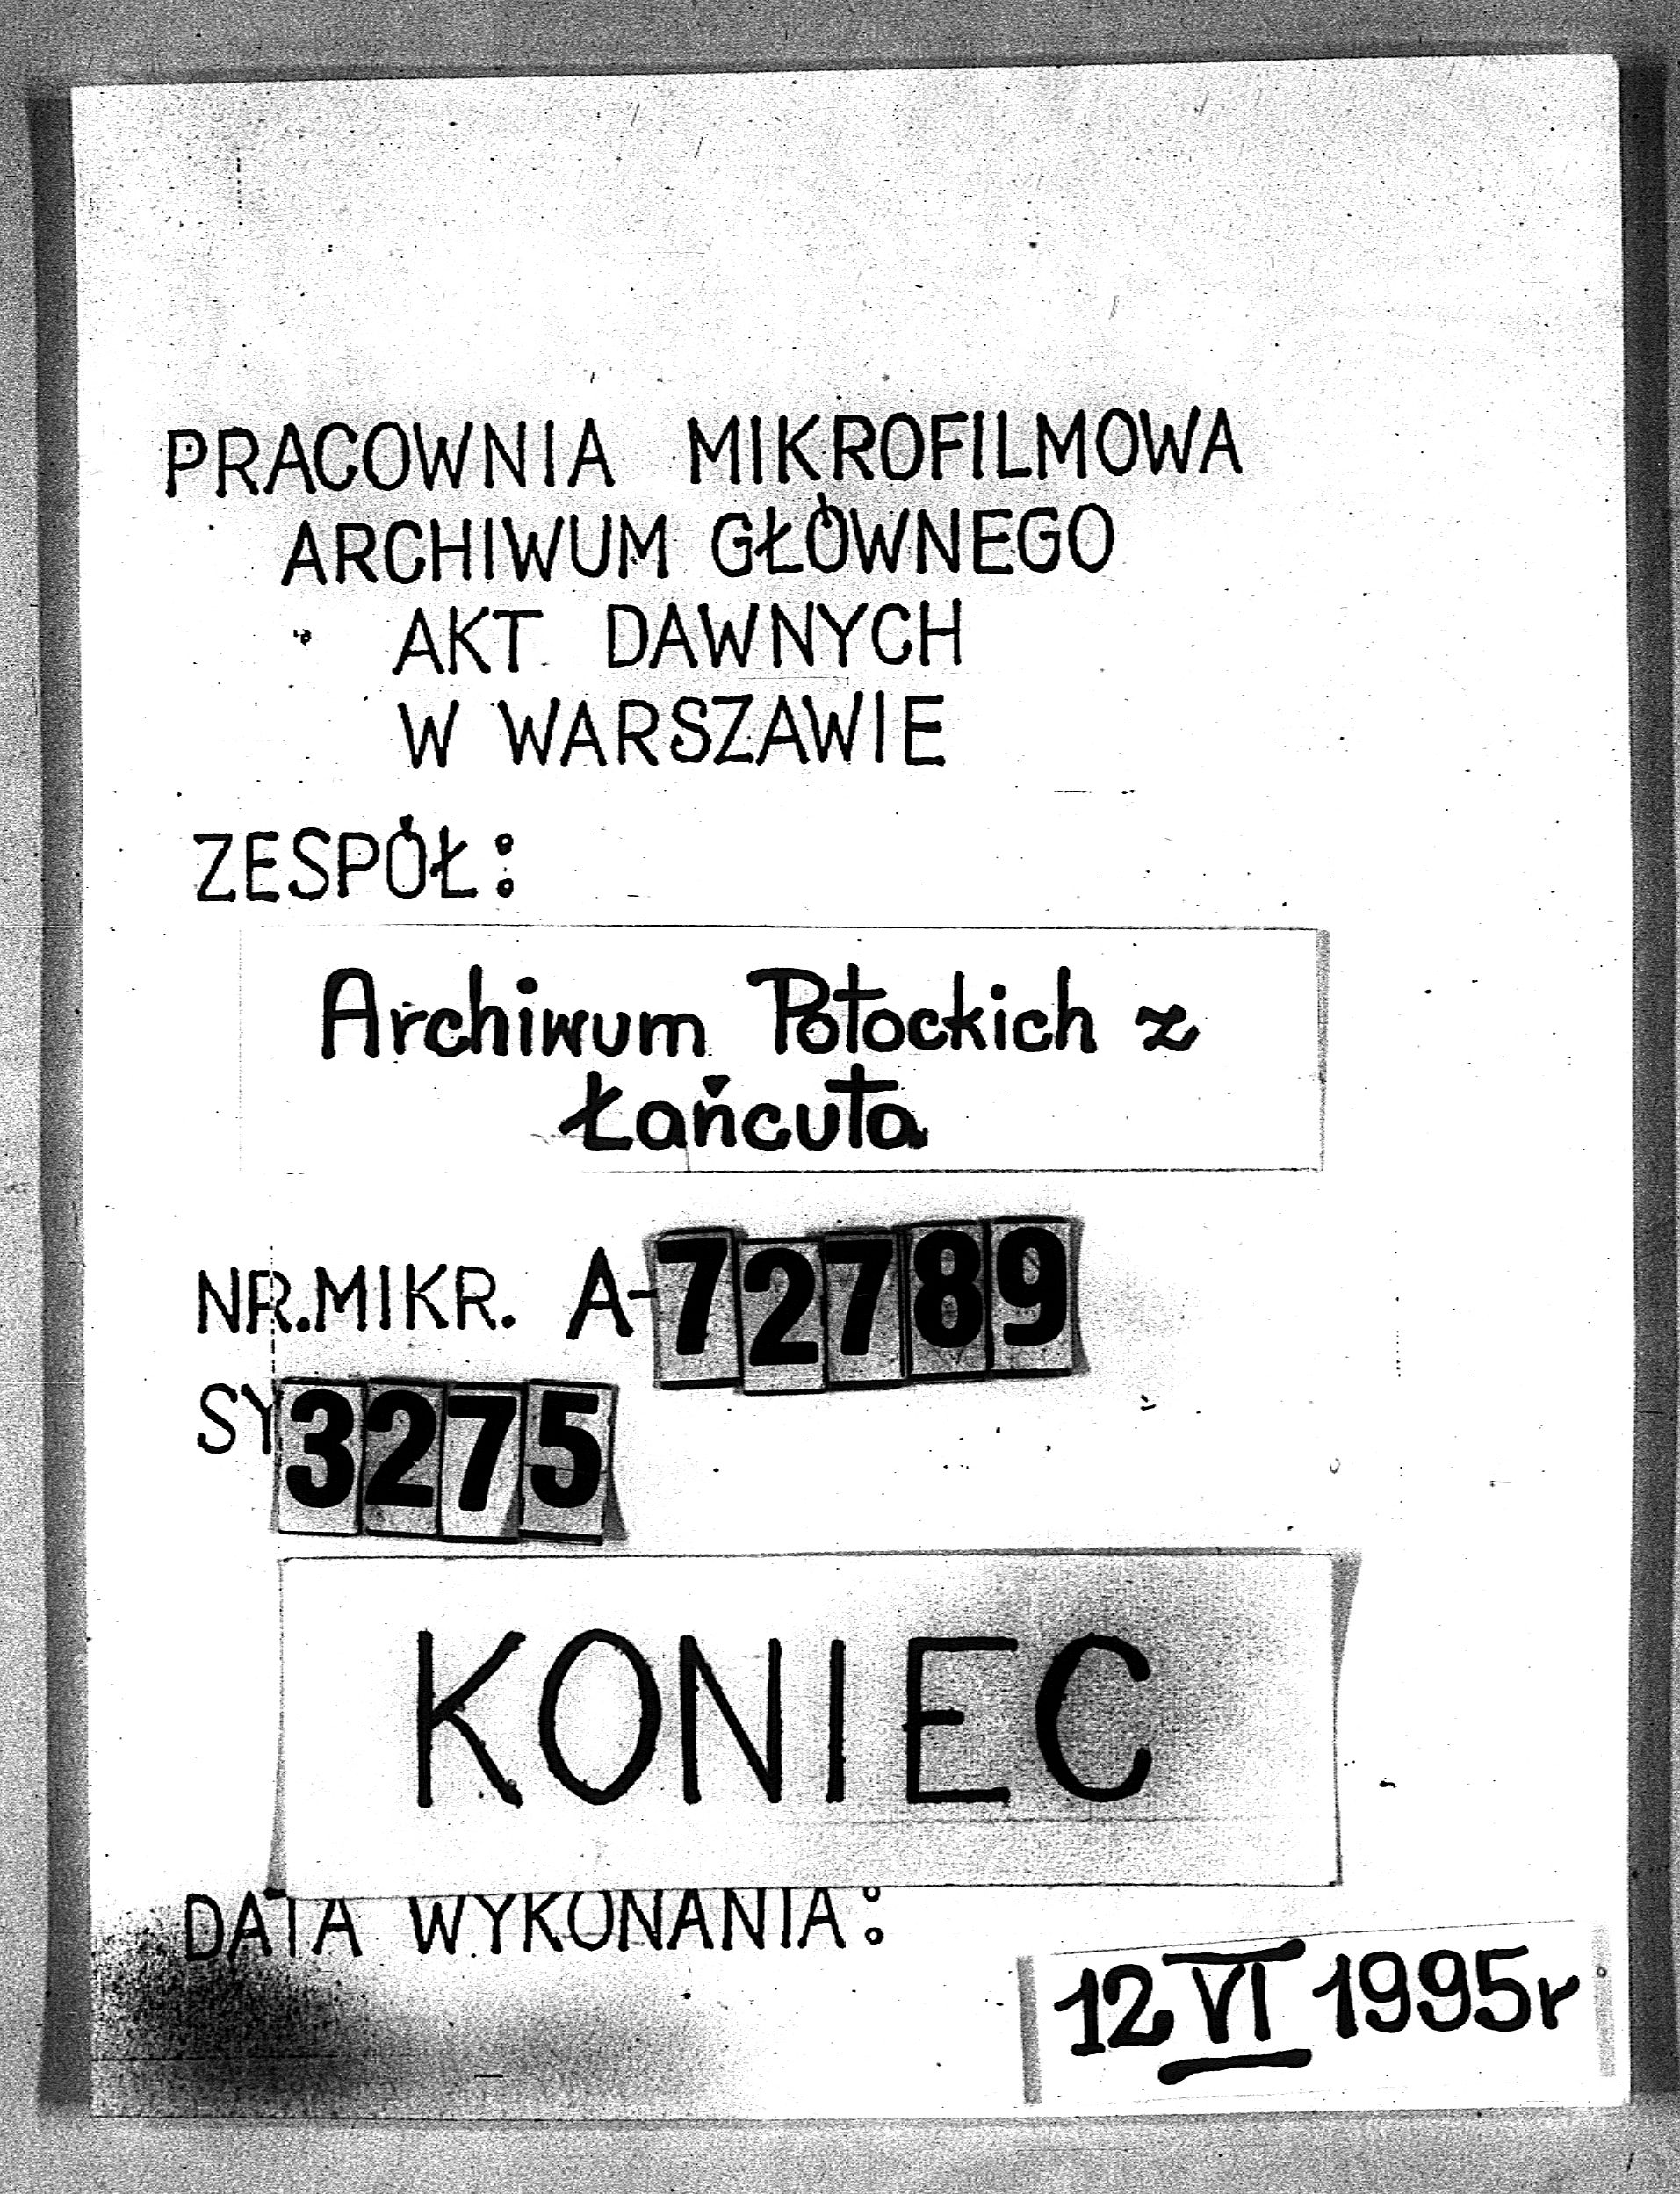 PRACOWNIA MIKROFILMOWA
ARCHIWUM GŁÓWNEGO
AKT DAWNYCH
W WARSZAWIE
ZESPÓŁ:
Archiwum Potockich z
Łańcuta
NR.MIKR. A-72789
SY 3275
KONIEC
DATA WYKONANIA:
12 VI 1995r